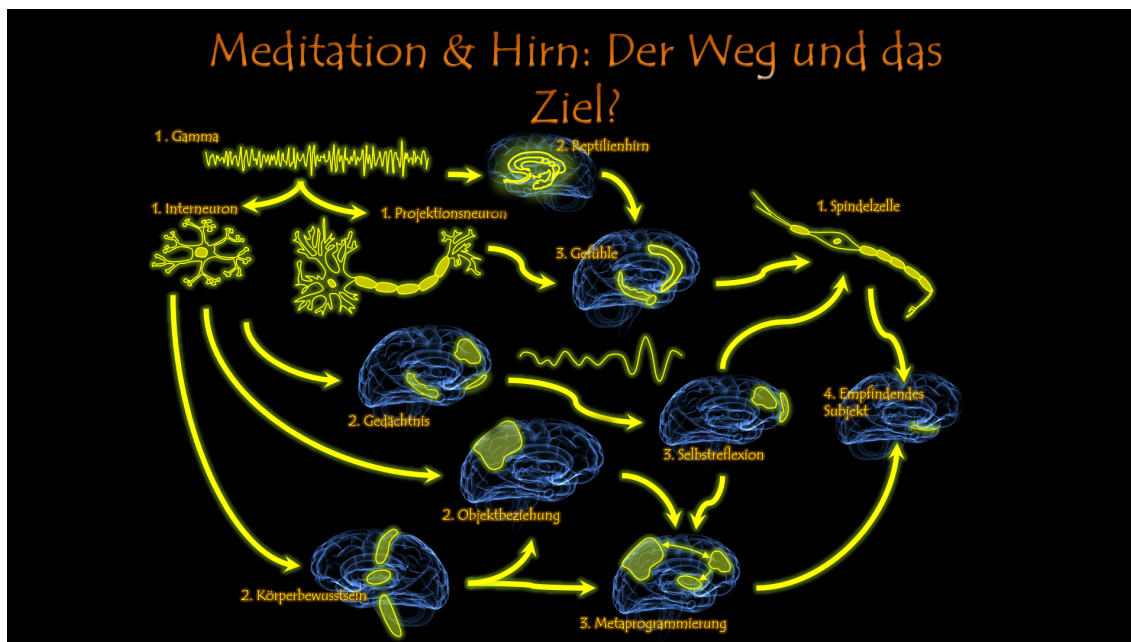 Meditation & Hirn: Der Weg und das
Ziel?
1. Gamma
2. Reptilienhirn
1. Interneuron
1. Projektionsneuron
1. Spindelzelle
3. Gefühle
4. Empfindendes
Subjekt
2. Gedächtnis
3. Selbstreflexion
2. Objektbeziehung
2. Körperbewusstsein
3. Metaprogrammierung